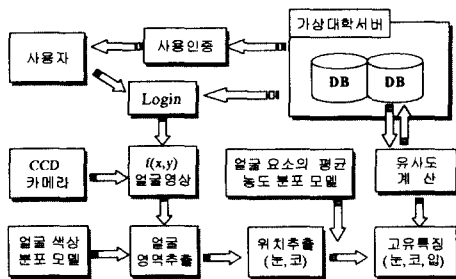 가상대학서버
사용자
사용인증
DB
DB
Login
CCD
카메라
f(x,y)
얼굴영상
얼굴 요소의 평균
농도 분포 모델
유사도
계산
얼굴 색상
분포 모델
얼굴
영역추출
위치추출
(눈,코)
고유특징
(눈,코,입)